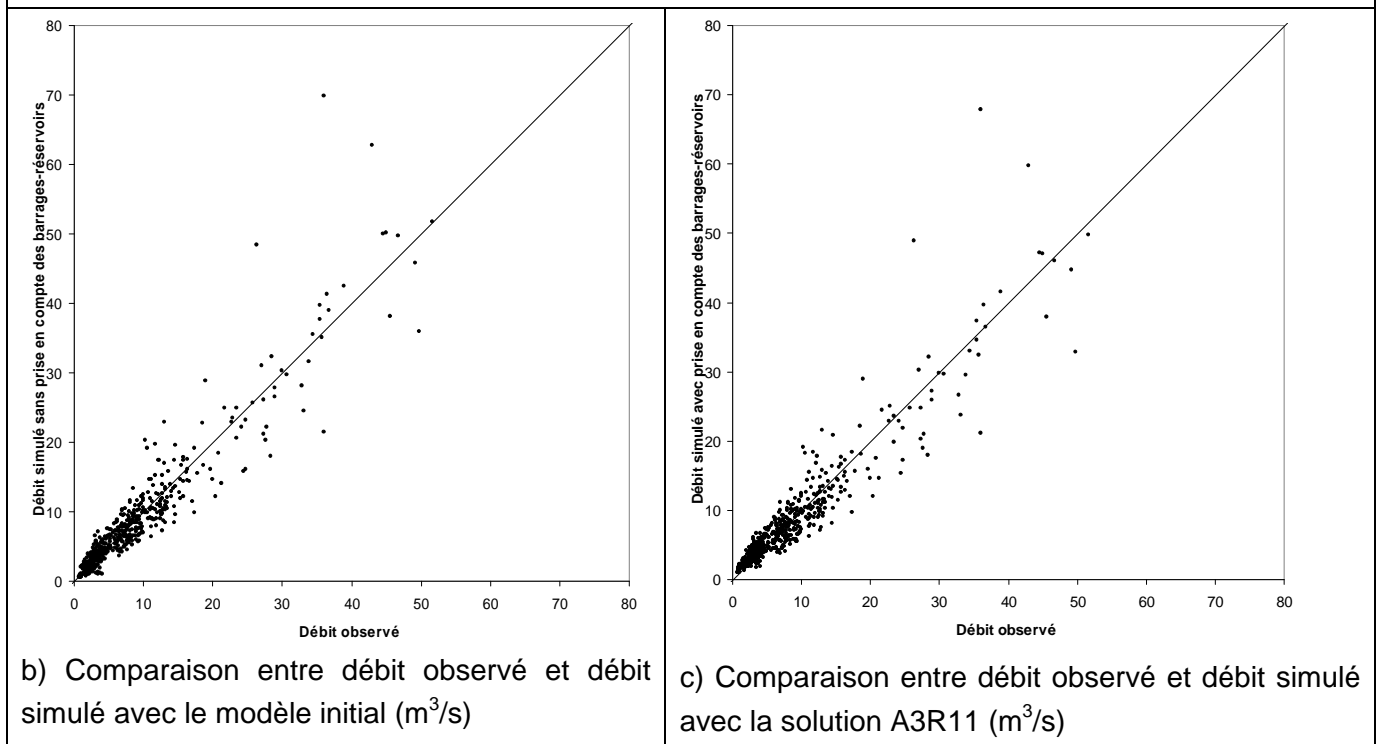 Débit simulé sans prise en compte des barrages-réservoirs
80
70
60
50
40
30
20
10
0
0 10 20 30 40 50 60 70 80
Débit observé
b) Comparaison entre débit observé et débit
simulé avec le modèle initial (m³/s)
Débit simulé avec prise en compte des barrages-réservoirs
80
70
60
50
40
30
20
10
0
0 10 20 30 40 50 60 70 80
Débit observé
c) Comparaison entre débit observé et débit simulé
avec la solution A3R11 (m³/s)